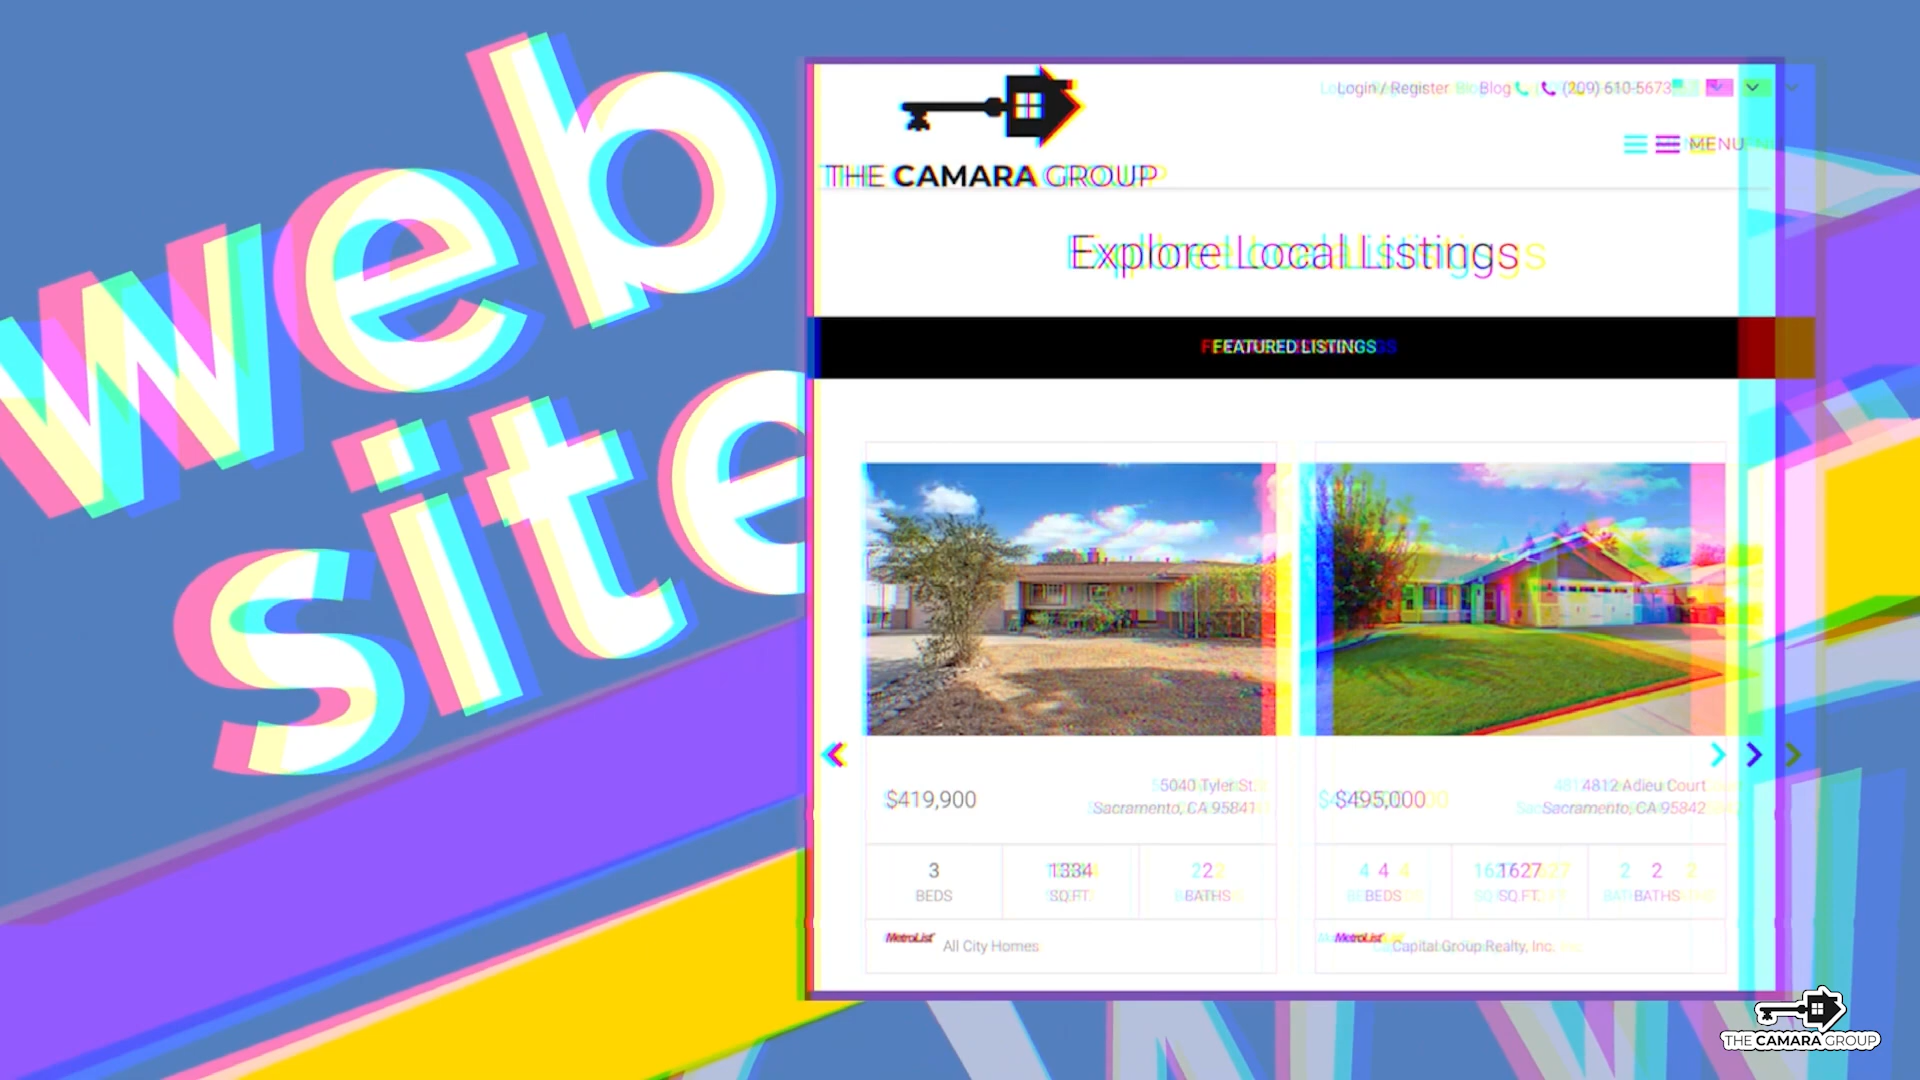 web
site
THE CAMARA GROUP
Login / Register Blog (209) 610-5673
MENU
Explore Local Listings
FEATURED LISTINGS
$419,900
5040 Tyler St.
Sacramento, CA 95841
3 BEDS
1334 SQ.FT.
2 BATHS
MetroList
All City Homes
$495,000
4812 Adieu Court
Sacramento, CA 95842
4 BEDS
1627 SQ.FT.
2 BATHS
MetroList
Capital Group Realty, Inc.
THE CAMARA GROUP